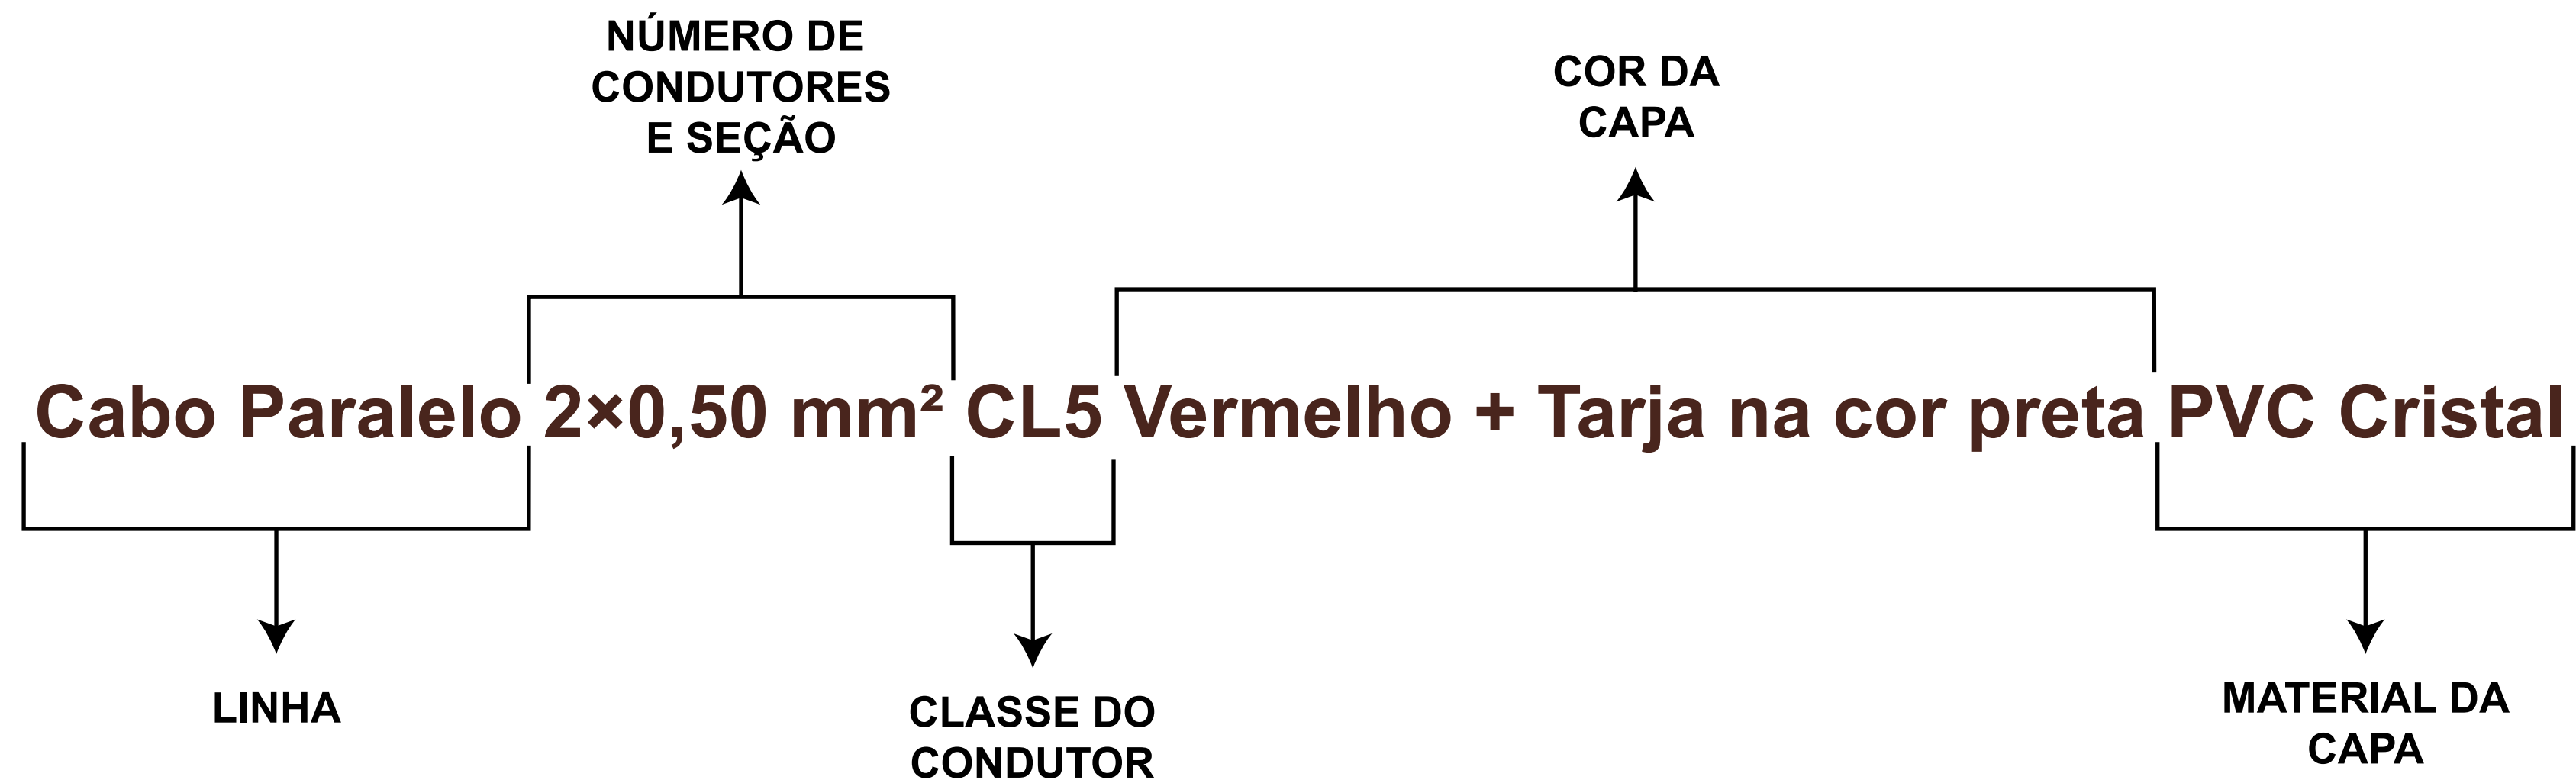 NÚMERO DE
CONDUTORES
E SEÇÃO
COR DA
CAPA
Cabo Paralelo 2×0,50 mm² CL5 Vermelho + Tarja na cor preta PVC Cristal
LINHA
CLASSE DO
CONDUTOR
MATERIAL DA
CAPA